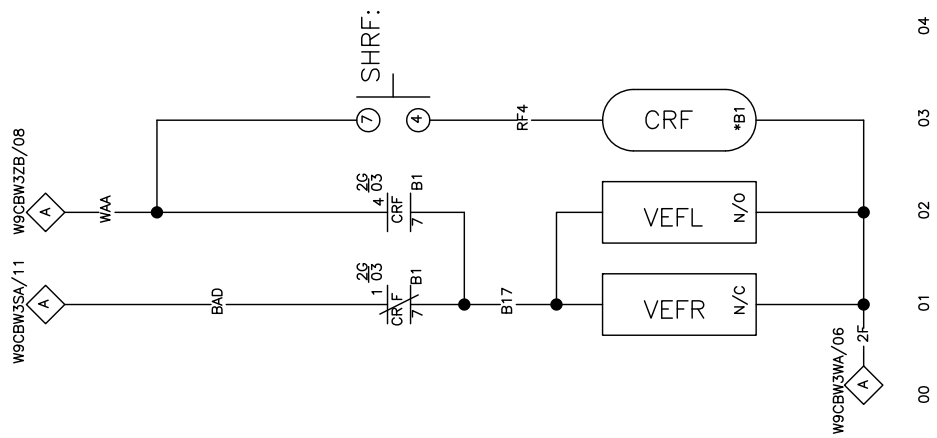 W9CBW3SA/11
A
BAD
2G
03
1
CRF
7
B1
B17
VEFR
N/C
01
W9CBW3ZB/08
A
WAA
2G
03
4
CRF
7
B1
VEFL
N/O
02
SHRF:
7
4
RF4
CRF
*B1
03
04
W9CBW3WA/06
A
2F
00